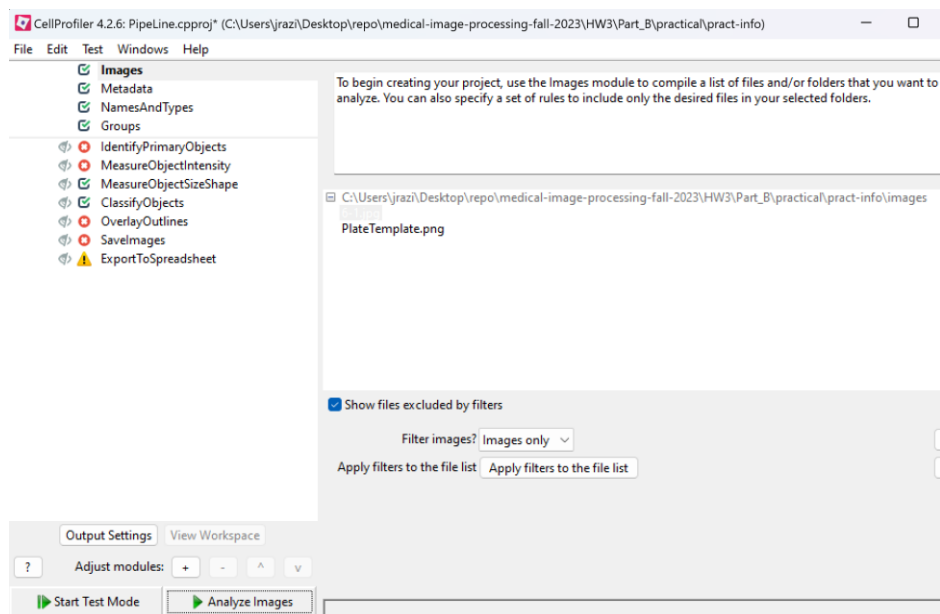 CellProfiler 4.2.6: PipeLine.cpproj* (C:\Users\jrazi\Desktop\repo\medical-image-processing-fall-2023\HW3\Part_B\practical\pract-info)
File Edit Test Windows Help
Images
Metadata
NamesAndTypes
Groups
IdentifyPrimaryObjects
MeasureObjectIntensity
MeasureObjectSizeShape
ClassifyObjects
OverlayOutlines
SaveImages
ExportToSpreadsheet
Output Settings View Workspace
? Adjust modules: + - ^ v
Start Test Mode Analyze Images
To begin creating your project, use the Images module to compile a list of files and/or folders that you want to
analyze. You can also specify a set of rules to include only the desired files in your selected folders.
C:\Users\jrazi\Desktop\repo\medical-image-processing-fall-2023\HW3\Part_B\practical\pract-info\images
PlateTemplate.png
Show files excluded by filters
Filter images? Images only
Apply filters to the file list Apply filters to the file list